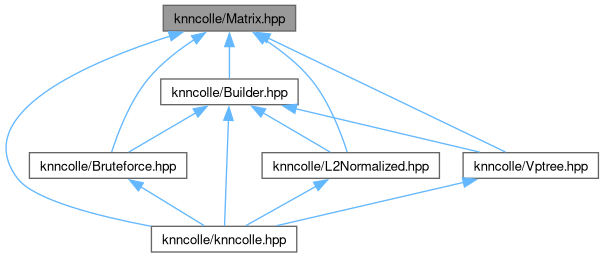 knncolle/Matrix.hpp
knncolle/Builder.hpp
knncolle/Bruteforce.hpp
knncolle/L2Normalized.hpp
knncolle/Vptree.hpp
knncolle/knncolle.hpp